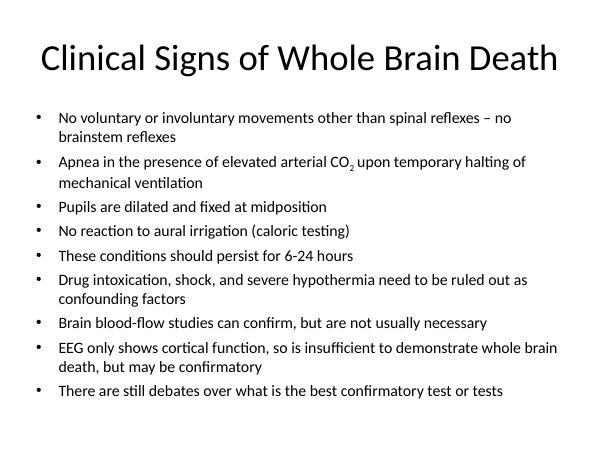 Clinical Signs of Whole Brain Death
• No voluntary or involuntary movements other than spinal reflexes – no
brainstem reflexes
• Apnea in the presence of elevated arterial CO2 upon temporary halting of
mechanical ventilation
• Pupils are dilated and fixed at midposition
• No reaction to aural irrigation (caloric testing)
• These conditions should persist for 6-24 hours
• Drug intoxication, shock, and severe hypothermia need to be ruled out as
confounding factors
• Brain blood-flow studies can confirm, but are not usually necessary
• EEG only shows cortical function, so is insufficient to demonstrate whole brain
death, but may be confirmatory
• There are still debates over what is the best confirmatory test or tests